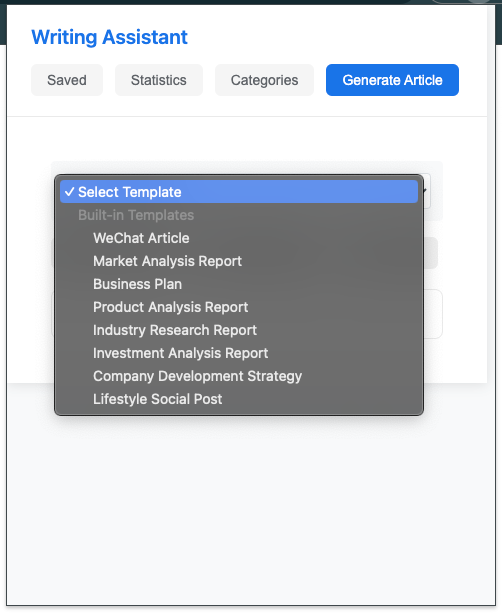 Writing Assistant
Saved Statistics Categories Generate Article
✓ Select Template
Built-in Templates
WeChat Article
Market Analysis Report
Business Plan
Product Analysis Report
Industry Research Report
Investment Analysis Report
Company Development Strategy
Lifestyle Social Post